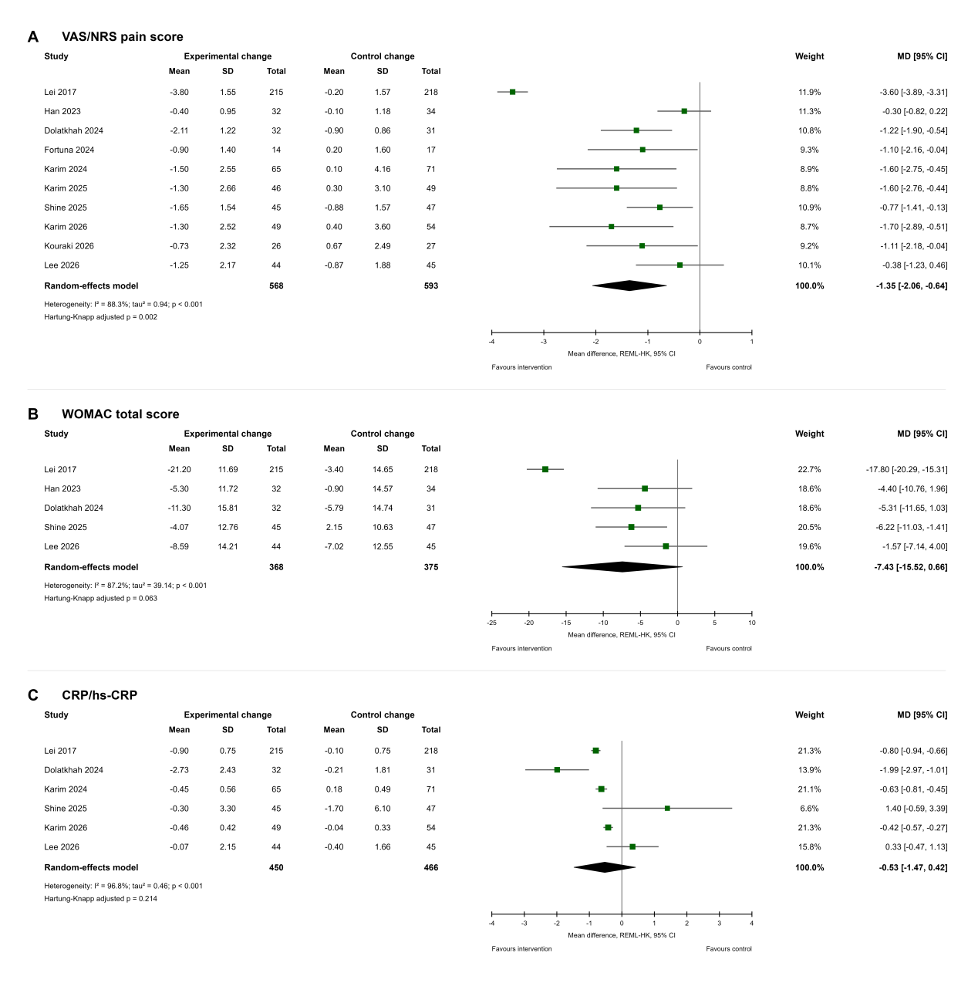 A VAS/NRS pain score
Study Experimental change Control change Weight MD [95% CI]
Mean SD Total Mean SD Total
Lei 2017 -3.80 1.55 215 -0.20 1.57 218 11.9% -3.60 [-3.89, -3.31]
Han 2023 -0.40 0.95 32 -0.10 1.18 34 11.3% -0.30 [-0.82, 0.22]
Dolatkhah 2024 -2.11 1.22 32 -0.90 0.86 31 10.8% -1.22 [-1.90, -0.54]
Fortuna 2024 -0.90 1.40 14 0.20 1.60 17 9.3% -1.10 [-2.16, -0.04]
Karim 2024 -1.50 2.55 65 0.10 4.16 71 8.9% -1.60 [-2.75, -0.45]
Karim 2025 -1.30 2.66 46 0.30 3.10 49 8.8% -1.60 [-2.76, -0.44]
Shine 2025 -1.65 1.54 45 -0.88 1.57 47 10.9% -0.77 [-1.41, -0.13]
Karim 2026 -1.30 2.52 49 0.40 3.60 54 8.7% -1.70 [-2.89, -0.51]
Kouraki 2026 -0.73 2.32 26 0.67 2.49 27 9.2% -1.11 [-2.18, -0.04]
Lee 2026 -1.25 2.17 44 -0.87 1.88 45 10.1% -0.38 [-1.23, 0.46]
Random-effects model 568 593 100.0% -1.35 [-2.06, -0.64]
Heterogeneity: I² = 88.3%; tau² = 0.94; p < 0.001
Hartung-Knapp adjusted p = 0.002
-4 -3 -2 -1 0 1
Mean difference, REML-HK, 95% CI
Favours intervention Favours control
B WOMAC total score
Study Experimental change Control change Weight MD [95% CI]
Mean SD Total Mean SD Total
Lei 2017 -21.20 11.69 215 -3.40 14.65 218 22.7% -17.80 [-20.29, -15.31]
Han 2023 -5.30 11.72 32 -0.90 14.57 34 18.6% -4.40 [-10.76, 1.96]
Dolatkhah 2024 -11.30 15.81 32 -5.79 14.74 31 18.6% -5.31 [-11.65, 1.03]
Shine 2025 -4.07 12.76 45 2.15 10.63 47 20.5% -6.22 [-11.03, -1.41]
Lee 2026 -8.59 14.21 44 -7.02 12.55 45 19.6% -1.57 [-7.14, 4.00]
Random-effects model 368 375 100.0% -7.43 [-15.52, 0.66]
Heterogeneity: I² = 87.2%; tau² = 39.14; p < 0.001
Hartung-Knapp adjusted p = 0.063
-25 -20 -15 -10 -5 0 5 10
Mean difference, REML-HK, 95% CI
Favours intervention Favours control
C CRP/hs-CRP
Study Experimental change Control change Weight MD [95% CI]
Mean SD Total Mean SD Total
Lei 2017 -0.90 0.75 215 -0.10 0.75 218 21.3% -0.80 [-0.94, -0.66]
Dolatkhah 2024 -2.73 2.43 32 -0.21 1.81 31 13.9% -1.99 [-2.97, -1.01]
Karim 2024 -0.45 0.56 65 0.18 0.49 71 21.1% -0.63 [-0.81, -0.45]
Shine 2025 -0.30 3.30 45 -1.70 6.10 47 6.6% 1.40 [-0.59, 3.39]
Karim 2026 -0.46 0.42 49 -0.04 0.33 54 21.3% -0.42 [-0.57, -0.27]
Lee 2026 -0.07 2.15 44 -0.40 1.66 45 15.8% 0.33 [-0.47, 1.13]
Random-effects model 450 466 100.0% -0.53 [-1.47, 0.42]
Heterogeneity: I² = 96.8%; tau² = 0.46; p < 0.001
Hartung-Knapp adjusted p = 0.214
-4 -3 -2 -1 0 1 2 3 4
Mean difference, REML-HK, 95% CI
Favours intervention Favours control